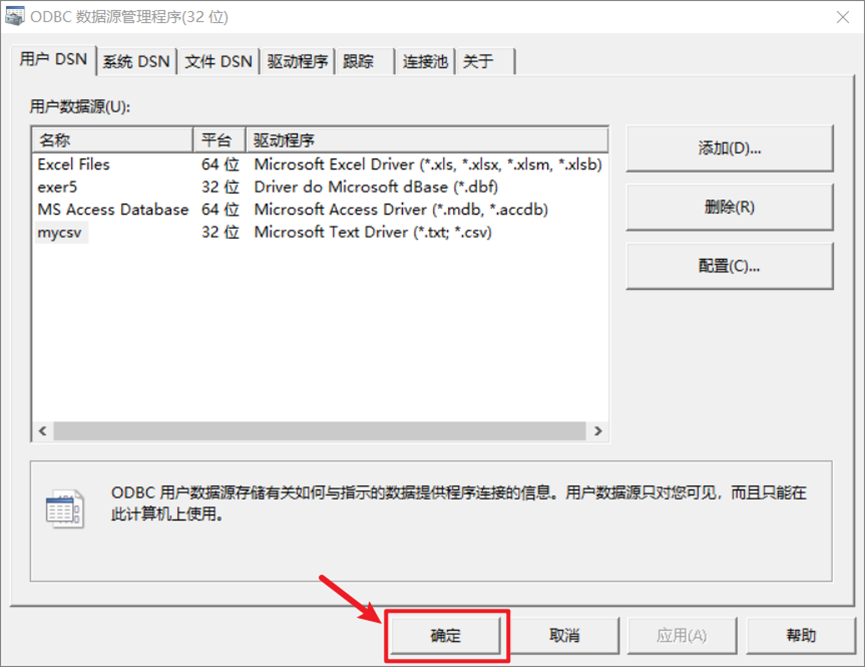 ODBC 数据源管理程序(32 位)
用户 DSN 系统 DSN 文件 DSN 驱动程序 跟踪 连接池 关于
用户数据源(U):
名称 平台 驱动程序
Excel Files 64 位 Microsoft Excel Driver (*.xls, *.xlsx, *.xlsm, *.xlsb)
exer5 32 位 Driver do Microsoft dBase (*.dbf)
MS Access Database 64 位 Microsoft Access Driver (*.mdb, *.accdb)
mycsv 32 位 Microsoft Text Driver (*.txt; *.csv)
添加(D)...
删除(R)
配置(C)...
ODBC 用户数据源存储有关如何与指示的数据提供程序连接的信息。用户数据源只对您可见，而且只能在
此计算机上使用。
确定 取消 应用(A) 帮助